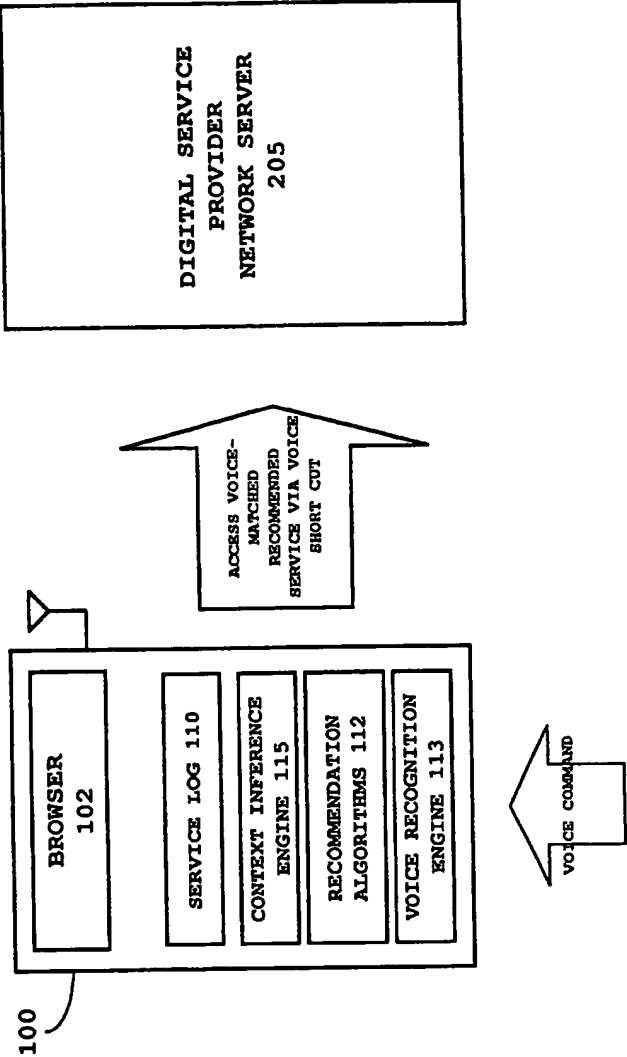 100
BROWSER
102
SERVICE LOG 110
CONTEXT INFERENCE
ENGINE 115
RECOMMENDATION
ALGORITHMS 112
VOICE RECOGNITION
ENGINE 113
VOICE COMMAND
ACCESS VOICE-
MATCHED
RECOMMENDED
SERVICE VIA VOICE
SHORT CUT
DIGITAL SERVICE
PROVIDER
NETWORK SERVER
205